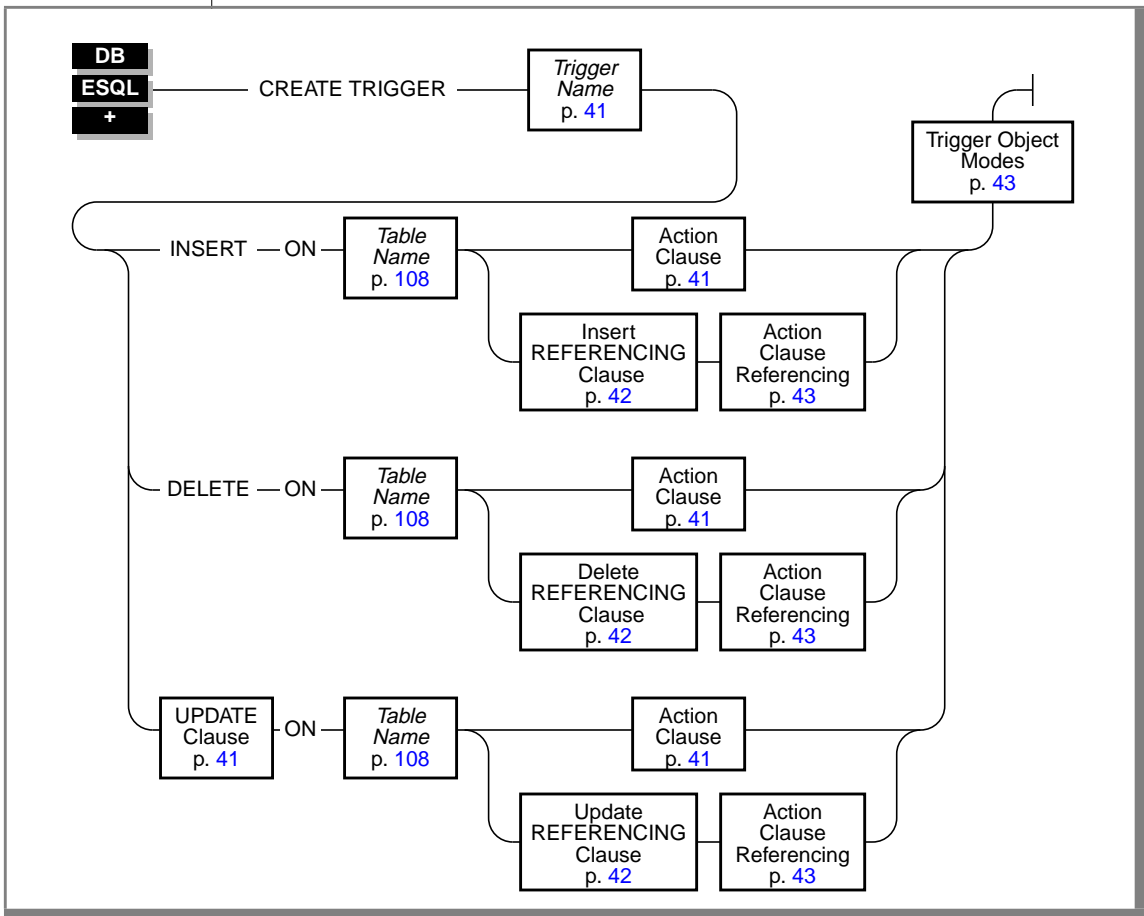 DB
ESQL
+
CREATE TRIGGER
Trigger
Name
p. 41
Trigger Object
Modes
p. 43
INSERT
ON
Table
Name
p. 108
Action
Clause
p. 41
Insert
REFERENCING
Clause
p. 42
Action
Clause
Referencing
p. 43
DELETE
ON
Table
Name
p. 108
Action
Clause
p. 41
Delete
REFERENCING
Clause
p. 42
Action
Clause
Referencing
p. 43
UPDATE
Clause
p. 41
ON
Table
Name
p. 108
Action
Clause
p. 41
Update
REFERENCING
Clause
p. 42
Action
Clause
Referencing
p. 43